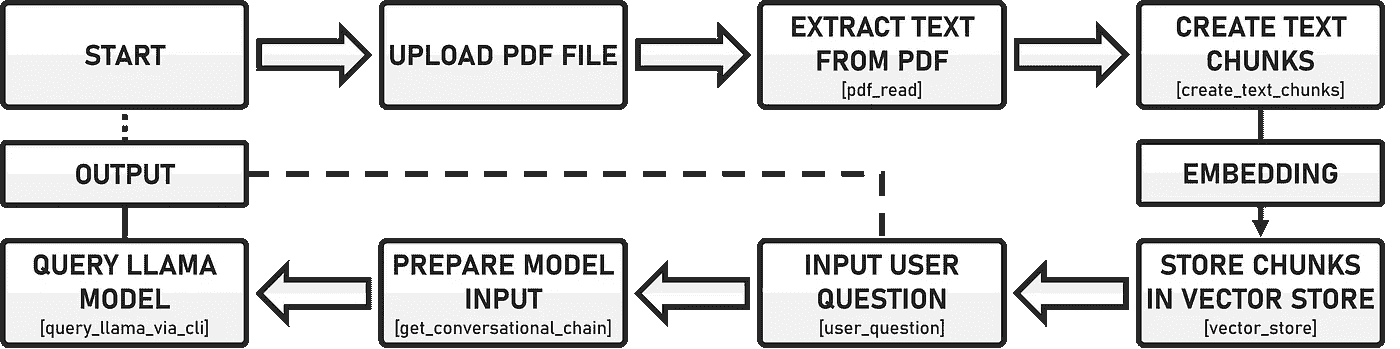 START
UPLOAD PDF FILE
EXTRACT TEXT
FROM PDF
[pdf_read]
CREATE TEXT
CHUNKS
[create_text_chunks]
OUTPUT
EMBEDDING
QUERY LLAMA
MODEL
[query_llama_via_cli]
PREPARE MODEL
INPUT
[get_conversational_chain]
INPUT USER
QUESTION
[user_question]
STORE CHUNKS
IN VECTOR STORE
[vector_store]